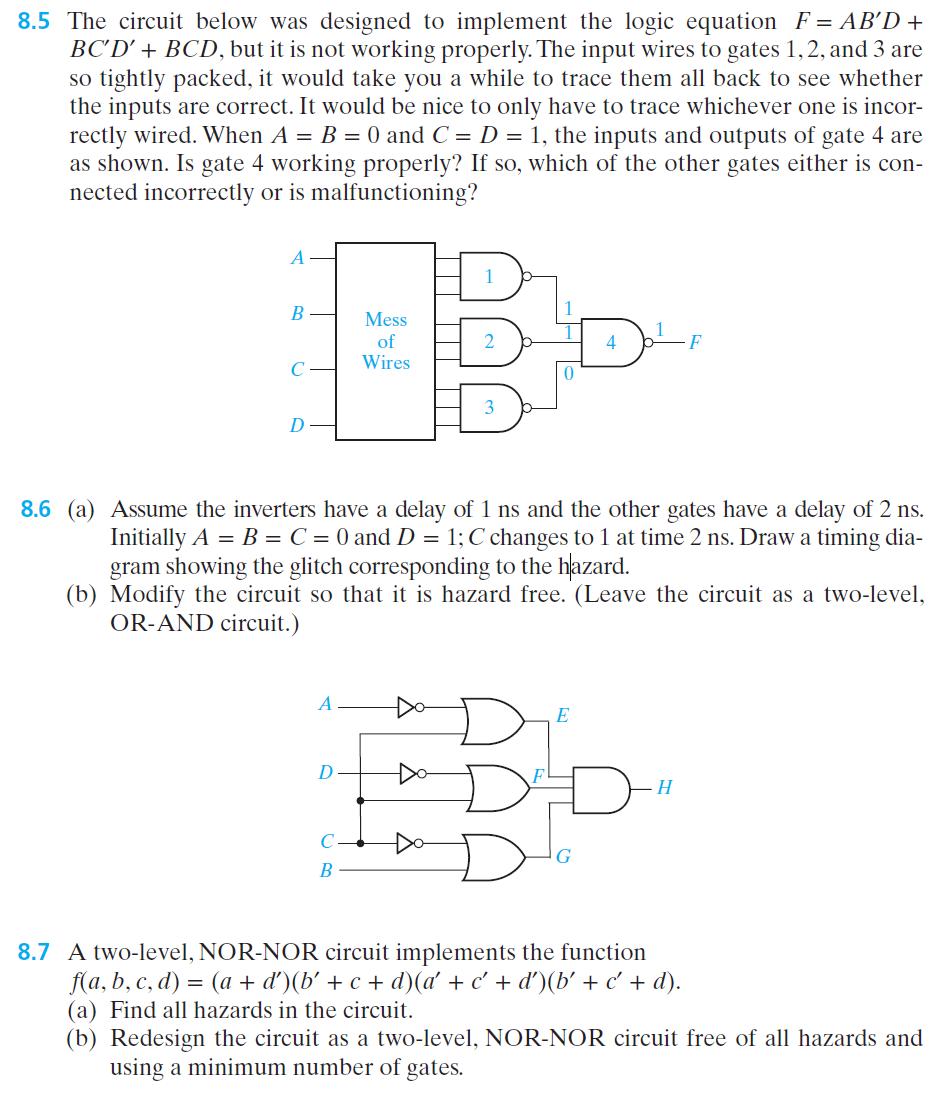 8.5 The circuit below was designed to implement the logic equation F = AB′D +
BC′D′ + BCD, but it is not working properly. The input wires to gates 1, 2, and 3 are
so tightly packed, it would take you a while to trace them all back to see whether
the inputs are correct. It would be nice to only have to trace whichever one is incor-
rectly wired. When A = B = 0 and C = D = 1, the inputs and outputs of gate 4 are
as shown. Is gate 4 working properly? If so, which of the other gates either is con-
nected incorrectly or is malfunctioning?
A
1
B
1
Mess
of
Wires
2
1
4
1
F
C
0
3
D
8.6 (a) Assume the inverters have a delay of 1 ns and the other gates have a delay of 2 ns.
Initially A = B = C = 0 and D = 1; C changes to 1 at time 2 ns. Draw a timing dia-
gram showing the glitch corresponding to the hazard.
(b) Modify the circuit so that it is hazard free. (Leave the circuit as a two-level,
OR-AND circuit.)
A
E
D
F
H
C
G
B
8.7 A two-level, NOR-NOR circuit implements the function
f(a, b, c, d) = (a + d′)(b′ + c + d)(a′ + c′ + d′)(b′ + c′ + d).
(a) Find all hazards in the circuit.
(b) Redesign the circuit as a two-level, NOR-NOR circuit free of all hazards and
using a minimum number of gates.